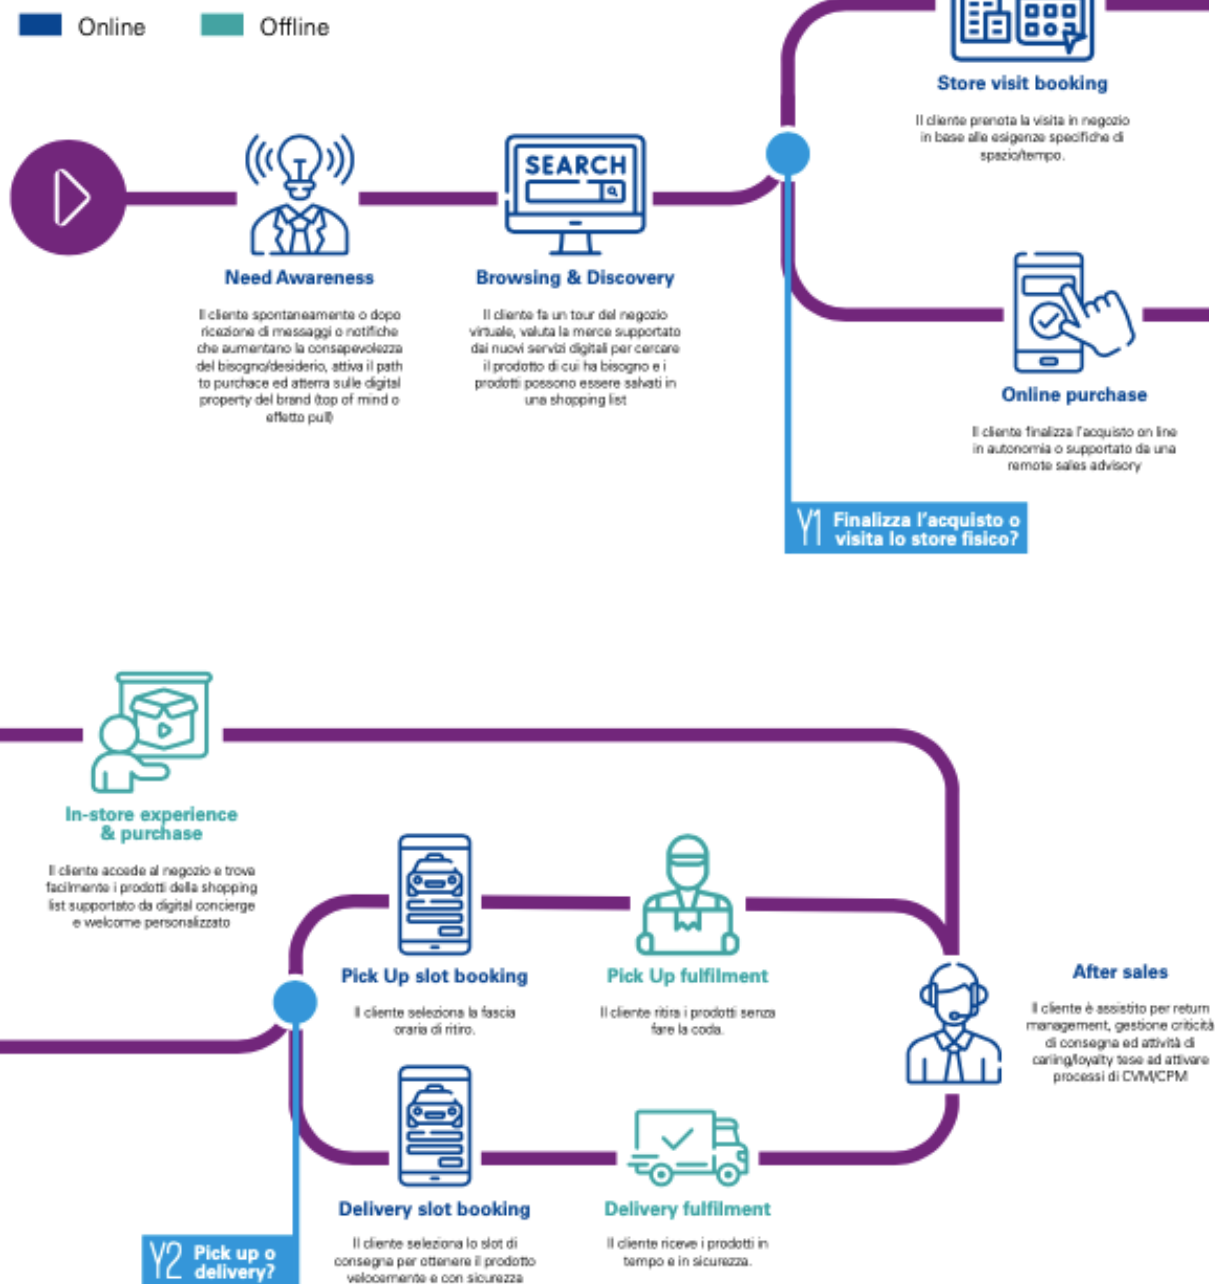 Online
Offline
Store visit booking
Il cliente prenota la visita in negozio
in base alle esigenze specifiche di
spazio/tempo.
SEARCH
Need Awareness
Il cliente spontaneamente o dopo
ricezione di messaggi o notifiche
che aumentano la consapevolezza
del bisogno/desiderio, attiva il path
to purchace ed atterra sulle digital
property del brand (top of mind o
effetto pull)
Browsing & Discovery
Il cliente fa un tour del negozio
virtuale, valuta la merce supportato
dai nuovi servizi digitali per cercare
il prodotto di cui ha bisogno e i
prodotti possono essere salvati in
una shopping list
Online purchase
Il cliente finalizza l'acquisto on line
in autonomia o supportato da una
remote sales advisory
Y1 Finalizza l'acquisto o
visita lo store fisico?
In-store experience
& purchase
Il cliente accede al negozio e trova
facilmente i prodotti della shopping
list supportato da digital concierge
e welcome personalizzato
Pick Up slot booking
Il cliente seleziona la fascia
oraria di ritiro.
Pick Up fulfilment
Il cliente ritira i prodotti senza
fare la coda.
After sales
Il cliente è assistito per return
management, gestione criticità
di consegna ed attività di
caring/loyalty tese ad attivare
processi di CVM/CPM
Delivery slot booking
Il cliente seleziona lo slot di
consegna per ottenere il prodotto
velocemente e con sicurezza
Delivery fulfilment
Il cliente riceve i prodotti in
tempo e in sicurezza.
Y2 Pick up o
delivery?